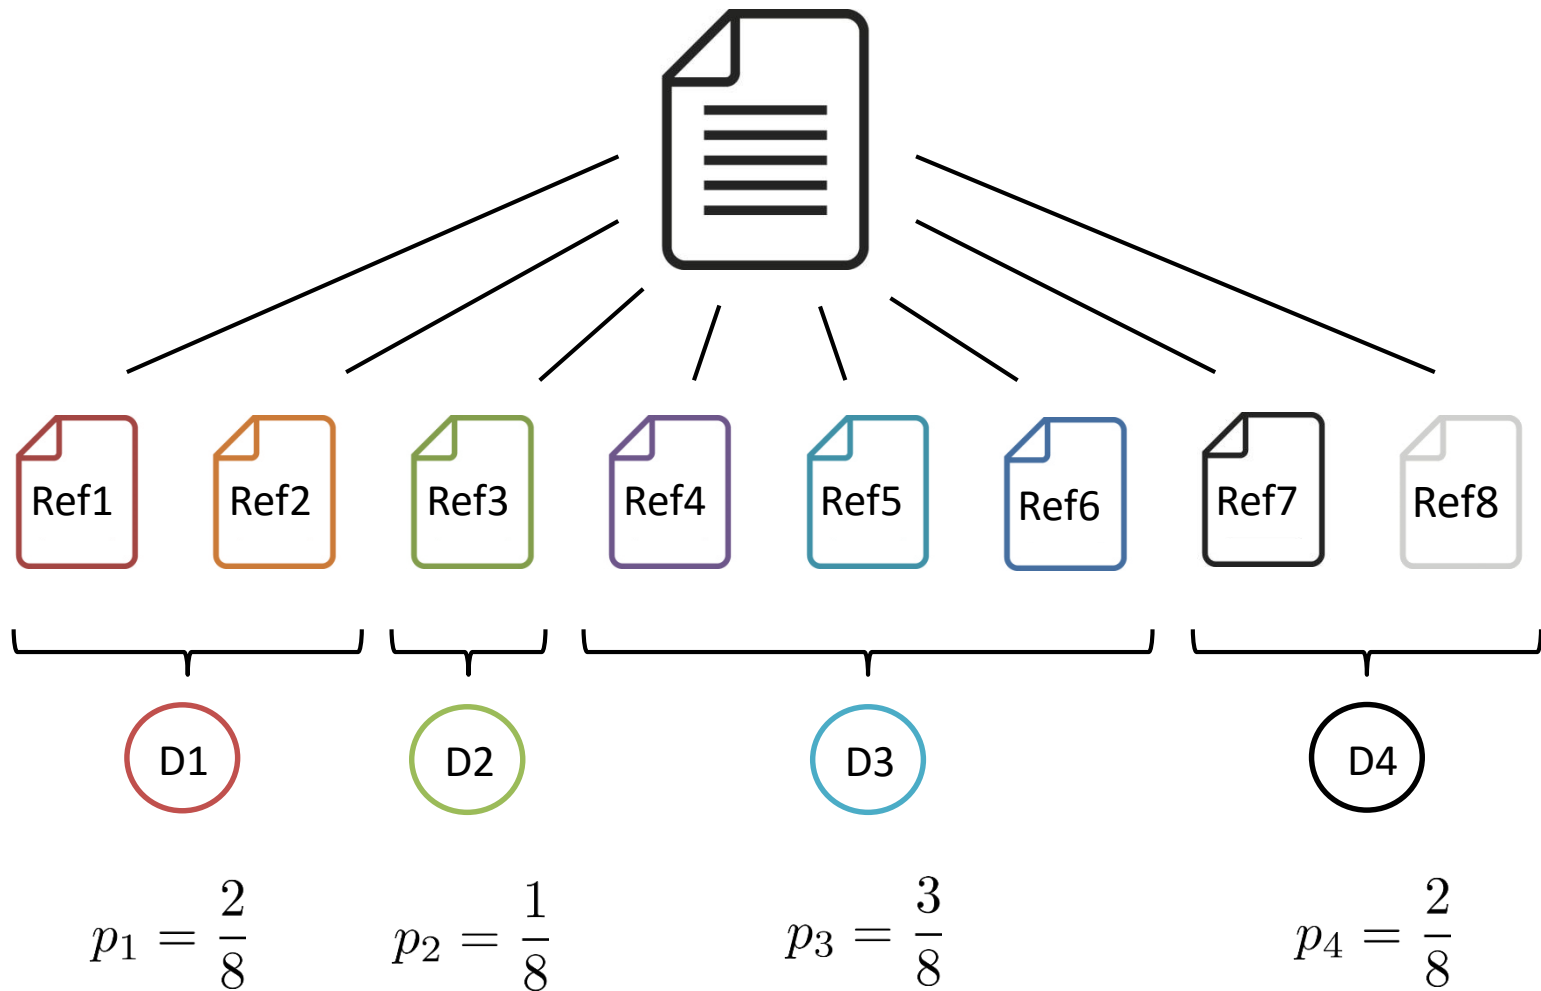 Ref1 Ref2 Ref3 Ref4 Ref5 Ref6 Ref7 Ref8
D1 D2 D3 D4
p₁ = 2/8 p₂ = 1/8 p₃ = 3/8 p₄ = 2/8